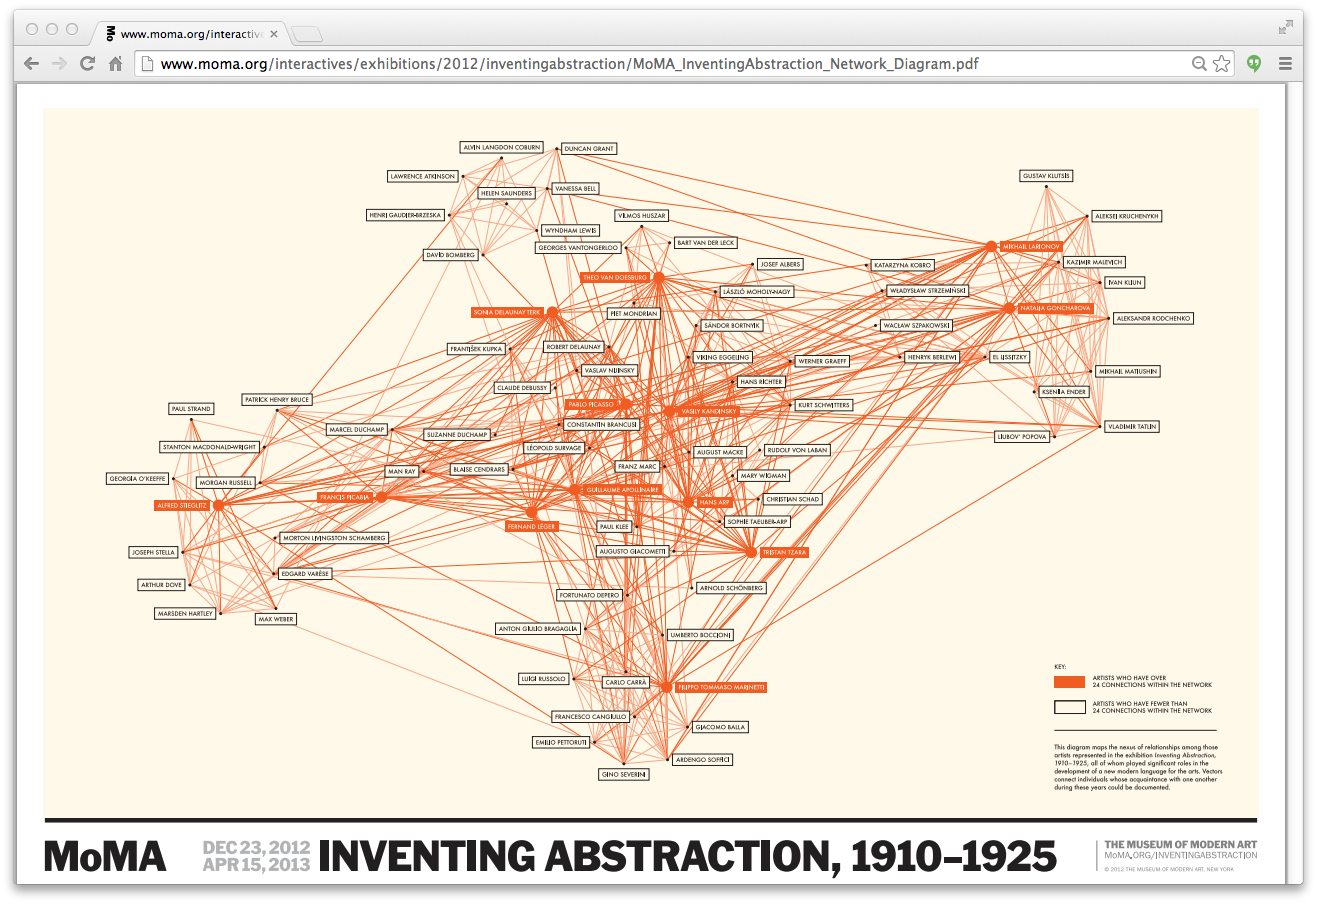 www.moma.org/interactive
www.moma.org/interactives/exhibitions/2012/inventingabstraction/MoMA_InventingAbstraction_Network_Diagram.pdf
ALVIN LANGDON COBURN
DUNCAN GRANT
LAWRENCE ATKINSON
GUSTAV KLUTSIS
HELEN SAUNDERS
VANESSA BELL
HENRI GAUDIER-BRZESKA
VILMOS HUSZAR
ALEKSEI KRUCHENYKH
WYNDHAM LEWIS
GEORGES VANTONGERLOO
BART VAN DER LECK
MIKHAIL LARIONOV
DAVID BOMBERG
JOSEF ALBERS
KATARZYNA KOBRO
KAZIMIR MALEVICH
THEO VAN DOESBURG
IVAN KLIUN
LÁSZLÓ MOHOLY-NAGY
WŁADYSŁAW STRZEMIŃSKI
SONIA DELAUNAY TERK
PIET MONDRIAN
NATALJA GONCHAROVA
ALEKSANDR RODCHENKO
SÁNDOR BORTNYIK
WACŁAW SZPAKOWSKI
FRANTIŠEK KUPKA
ROBERT DELAUNAY
VIKING EGGELING
WERNER GRAEFF
HENRYK BERLEWI
EL LISSITZKY
VASLAV NIJINSKY
MIKHAIL MATIUSHIN
CLAUDE DEBUSSY
HANS RICHTER
KSENIIA ENDER
PATRICK HENRY BRUCE
PAUL STRAND
PABLO PICASSO
VASILY KANDINSKY
KURT SCHWITTERS
MARCEL DUCHAMP
SUZANNE DUCHAMP
CONSTANTIN BRANCUSI
VLADIMIR TATLIN
LIUBOV' POPOVA
STANTON MACDONALD-WRIGHT
LÉOPOLD SURVAGE
AUGUST MACKE
RUDOLF VON LABAN
MAN RAY
BLAISE CENDRARS
FRANZ MARC
MARY WIGMAN
GEORGIA O'KEEFFE
MORGAN RUSSELL
GUILLAUME APOLLINAIRE
ALFRED STIEGLITZ
FRANCIS PICABIA
HANS ARP
CHRISTIAN SCHAD
FERNAND LÉGER
PAUL KLEE
SOPHIE TAEUBER-ARP
MORTON LIVINGSTON SCHAMBERG
JOSEPH STELLA
AUGUSTO GIACOMETTI
TRISTAN TZARA
EDGARD VARÈSE
ARTHUR DOVE
FORTUNATO DEPERO
ARNOLD SCHÖNBERG
MARSDEN HARTLEY
MAX WEBER
ANTON GIULIO BRAGAGLIA
UMBERTO BOCCIONI
LUIGI RUSSOLO
CARLO CARRÀ
FILIPPO TOMMASO MARINETTI
FRANCESCO CANGIULLO
GIACOMO BALLA
EMILIO PETTORUTI
ARDENGO SOFFICI
GINO SEVERINI
KEY:
ARTISTS WHO HAVE OVER
24 CONNECTIONS WITHIN THE NETWORK
ARTISTS WHO HAVE FEWER THAN
24 CONNECTIONS WITHIN THE NETWORK
This diagram maps the nexus of relationships among those
artists represented in the exhibition Inventing Abstraction,
1910–1925, all of whom played significant roles in the
development of a new modern language for the arts. Vectors
connect individuals whose acquaintance with one another
during these years could be documented.
MoMA
DEC 23, 2012
APR 15, 2013
INVENTING ABSTRACTION, 1910–1925
THE MUSEUM OF MODERN ART
MoMA.ORG/INVENTINGABSTRACTION
© 2012 THE MUSEUM OF MODERN ART, NEW YORK